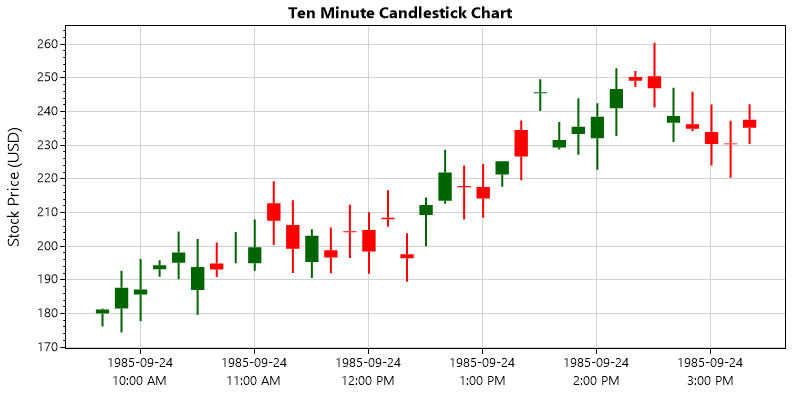 Ten Minute Candlestick Chart
Stock Price (USD)
260
250
240
230
220
210
200
190
180
170
1985-09-24 1985-09-24 1985-09-24 1985-09-24 1985-09-24 1985-09-24
10:00 AM 11:00 AM 12:00 PM 1:00 PM 2:00 PM 3:00 PM